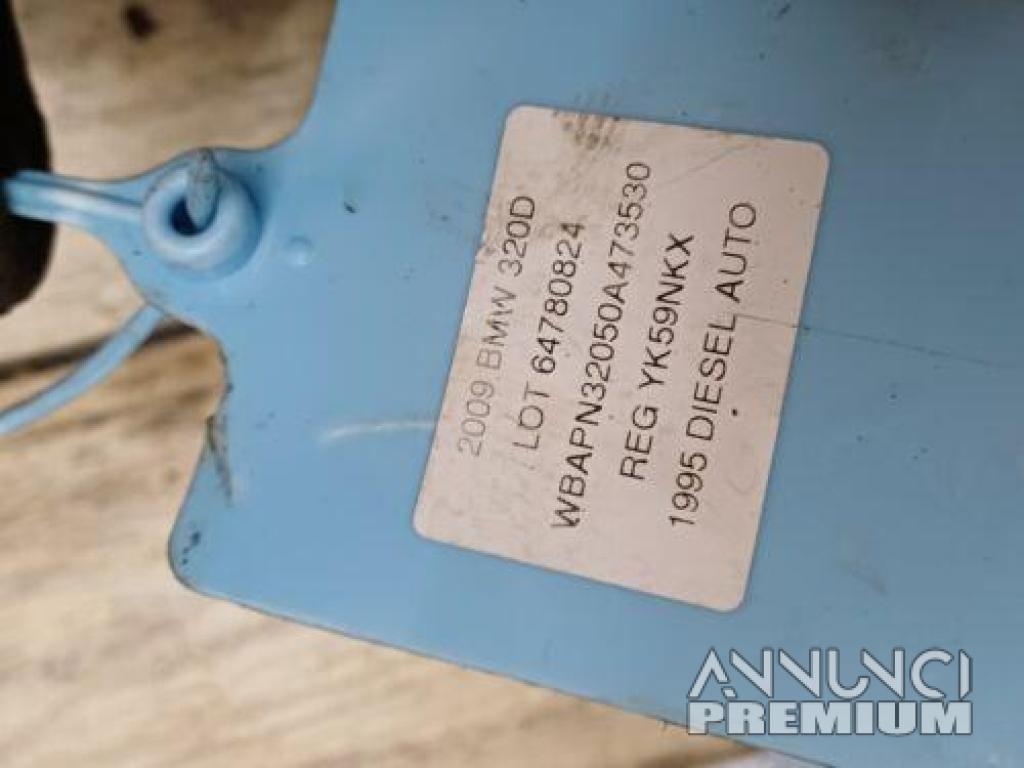 2009 BMW 320D
LOT 64780824
WBAPN32050A473530
REG YK59NKX
1995 DIESEL AUTO
ANNUNCI
PREMIUM